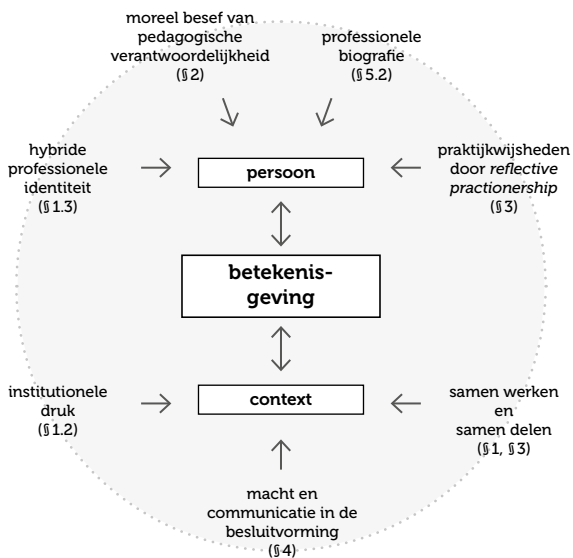 moreel besef van
pedagogische
verantwoordelijkheid
(§ 2)
professionele
biografie
(§ 5.2)
hybride
professionele
identiteit
(§ 1.3)
persoon
praktijkwijsheden
door reflective
practionership
(§ 3)
betekenis-
geving
institutionele
druk
(§ 1.2)
context
samen werken
en
samen delen
(§ 1, § 3)
macht en
communicatie in de
besluitvorming
(§ 4)